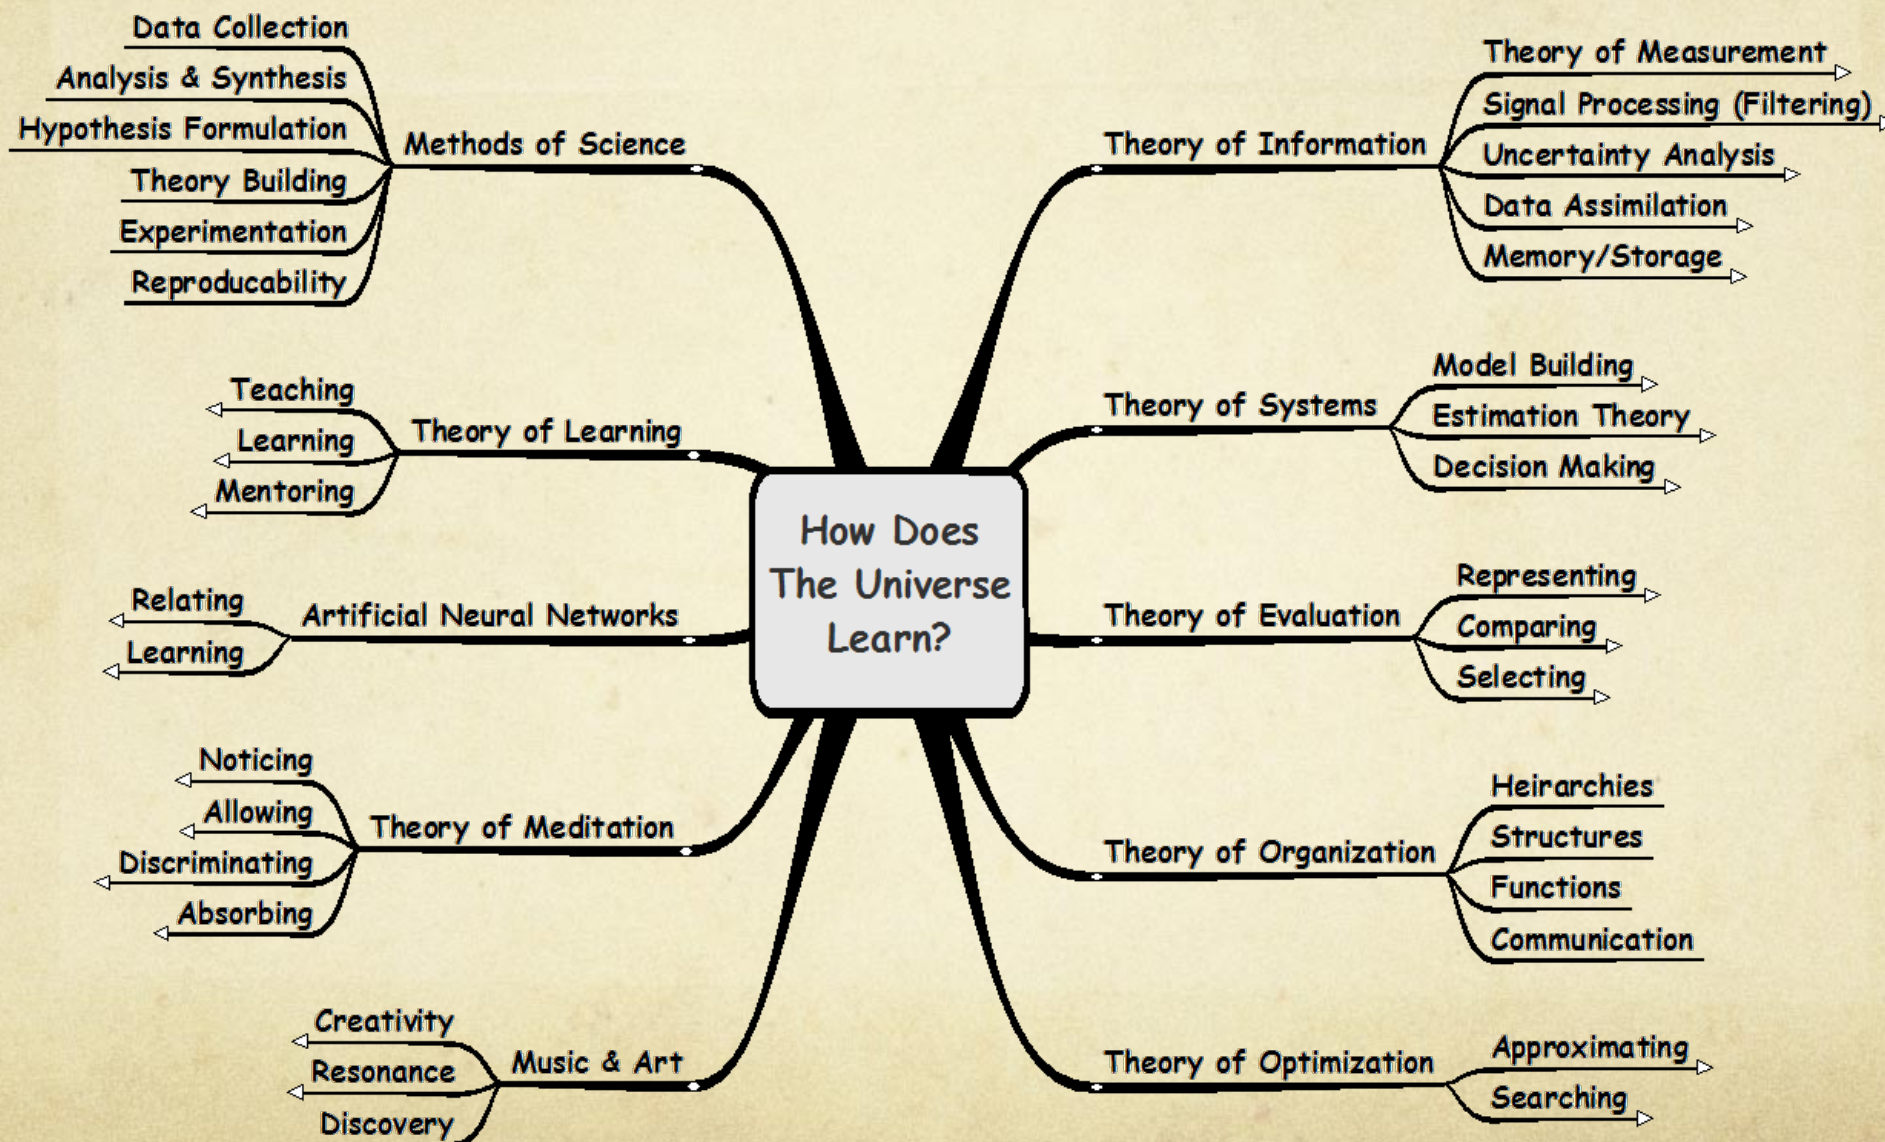 How Does
The Universe
Learn?
Methods of Science
Data Collection
Analysis & Synthesis
Hypothesis Formulation
Theory Building
Experimentation
Reproducability
Theory of Learning
Teaching
Learning
Mentoring
Artificial Neural Networks
Relating
Learning
Theory of Meditation
Noticing
Allowing
Discriminating
Absorbing
Music & Art
Creativity
Resonance
Discovery
Theory of Information
Theory of Measurement
Signal Processing (Filtering)
Uncertainty Analysis
Data Assimilation
Memory/Storage
Theory of Systems
Model Building
Estimation Theory
Decision Making
Theory of Evaluation
Representing
Comparing
Selecting
Theory of Organization
Heirarchies
Structures
Functions
Communication
Theory of Optimization
Approximating
Searching